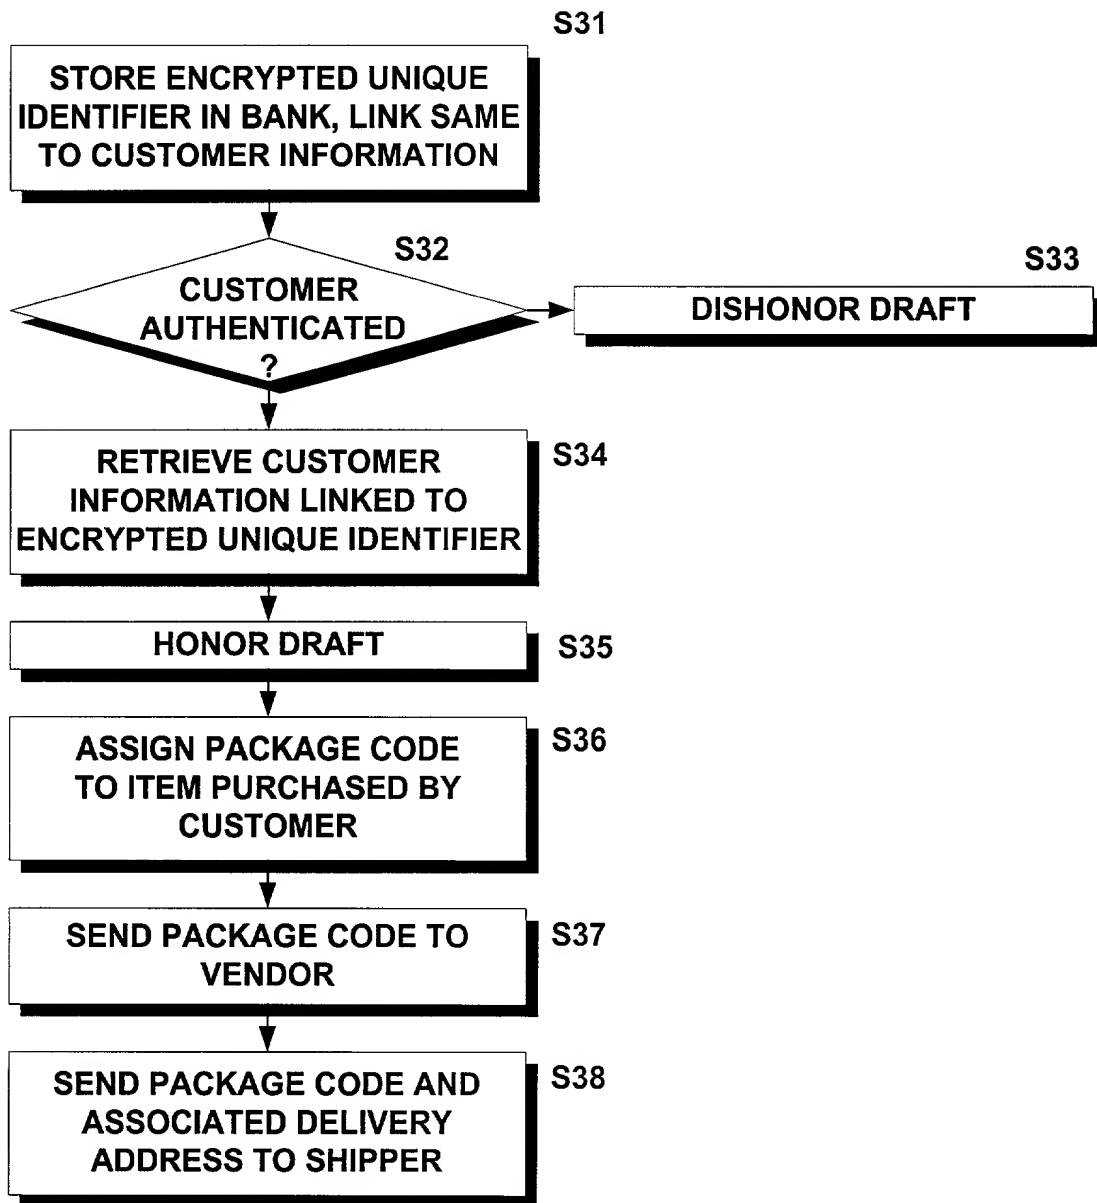 S31
STORE ENCRYPTED UNIQUE
IDENTIFIER IN BANK, LINK SAME
TO CUSTOMER INFORMATION
S32
CUSTOMER
AUTHENTICATED
?
S33
DISHONOR DRAFT
RETRIEVE CUSTOMER
INFORMATION LINKED TO
ENCRYPTED UNIQUE IDENTIFIER
S34
HONOR DRAFT
S35
ASSIGN PACKAGE CODE
TO ITEM PURCHASED BY
CUSTOMER
S36
SEND PACKAGE CODE TO
VENDOR
S37
SEND PACKAGE CODE AND
ASSOCIATED DELIVERY
ADDRESS TO SHIPPER
S38